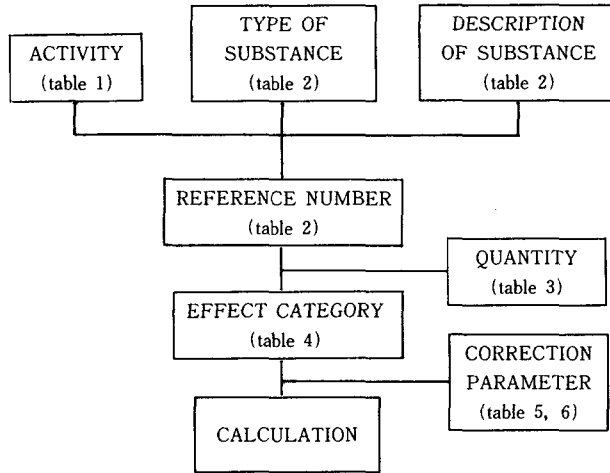 ACTIVITY
(table 1)
TYPE OF
SUBSTANCE
(table 2)
DESCRIPTION
OF SUBSTANCE
(table 2)
REFERENCE NUMBER
(table 2)
QUANTITY
(table 3)
EFFECT CATEGORY
(table 4)
CORRECTION
PARAMETER
(table 5, 6)
CALCULATION